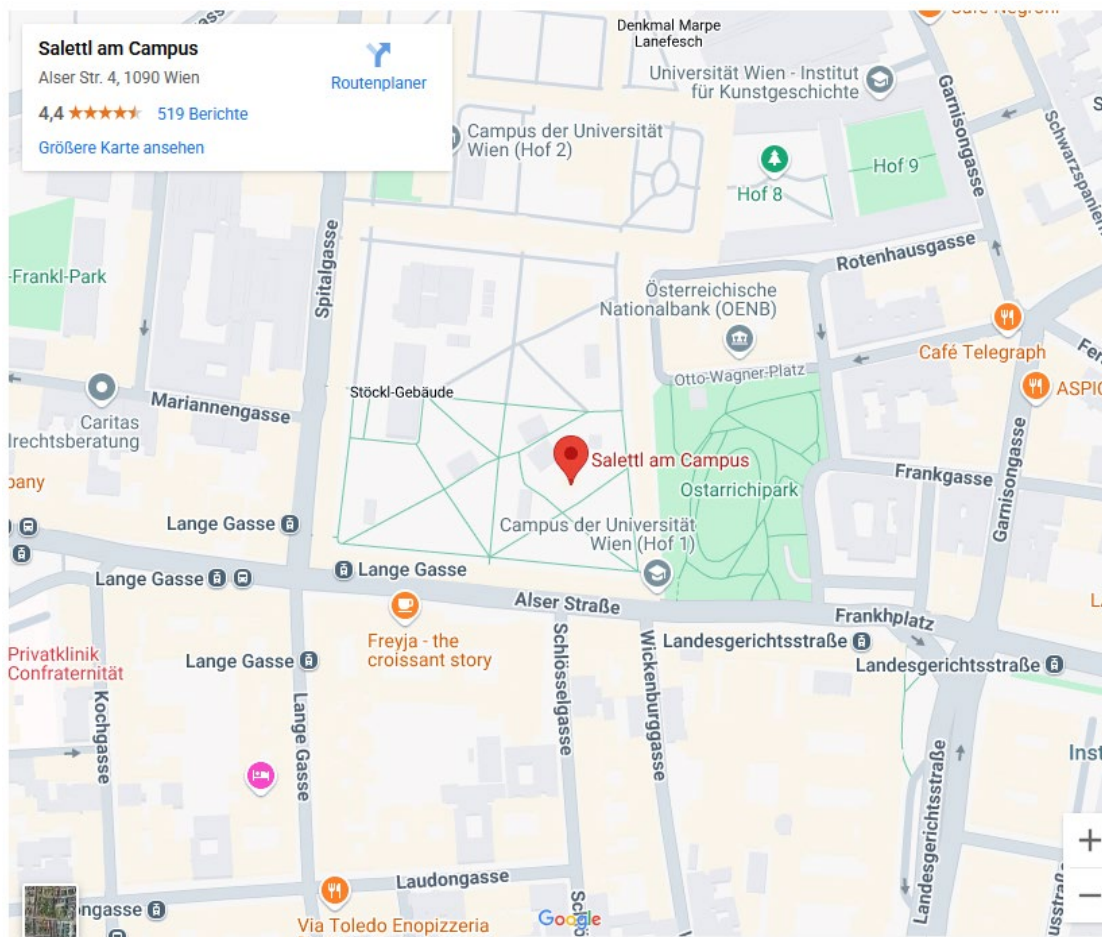 Salettl am Campus
Alser Str. 4, 1090 Wien
4,4
519 Berichte
Größere Karte ansehen
Routenplaner
Denkmal Marpe
Lanefesch
Universität Wien - Institut
für Kunstgeschichte
Campus der Universität
Wien (Hof 2)
Hof 8
Hof 9
Garnisongasse
Rotenhausgasse
-Frankl-Park
Spitalgasse
Österreichische
Nationalbank (OENB)
Café Telegraph
Otto-Wagner-Platz
Stöckl-Gebäude
Mariannengasse
Caritas
lrechtsberatung
Salettl am Campus
Ostarrichipark
Frankgasse
Garnisongasse
pany
Lange Gasse
Campus der Universität
Wien (Hof 1)
Lange Gasse
Lange Gasse
Alser Straße
Frankhplatz
Freyja - the
croissant story
Landesgerichtsstraße
Landesgerichtsstraße
Privatklinik
Confraternität
Lange Gasse
Kochgasse
Lange Gasse
Schlösselgasse
Wickenburggasse
Landesgerichtsstraße
Inst
Laudongasse
ongasse
Via Toledo Enopizzeria
Google
+
−